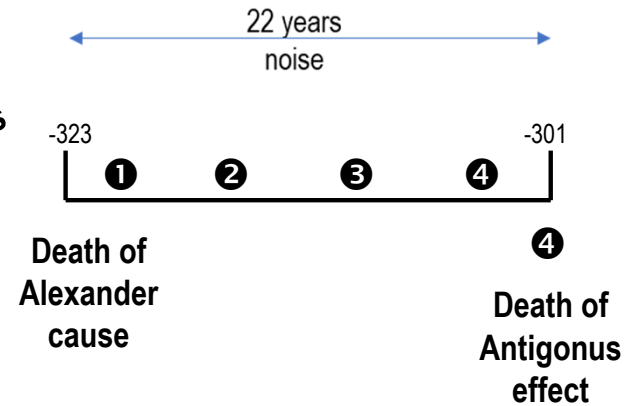 22 years
noise
-323
-301
❶ ❷ ❸ ❹
❹
Death of
Alexander
cause
Death of
Antigonus
effect